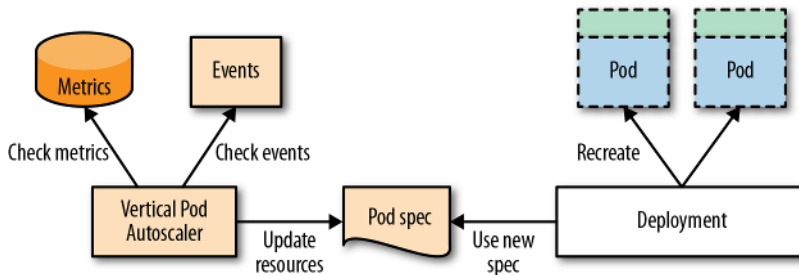 Metrics
Events
Pod
Pod
Check metrics
Check events
Recreate
Vertical Pod
Autoscaler
Update
resources
Pod spec
Use new
spec
Deployment